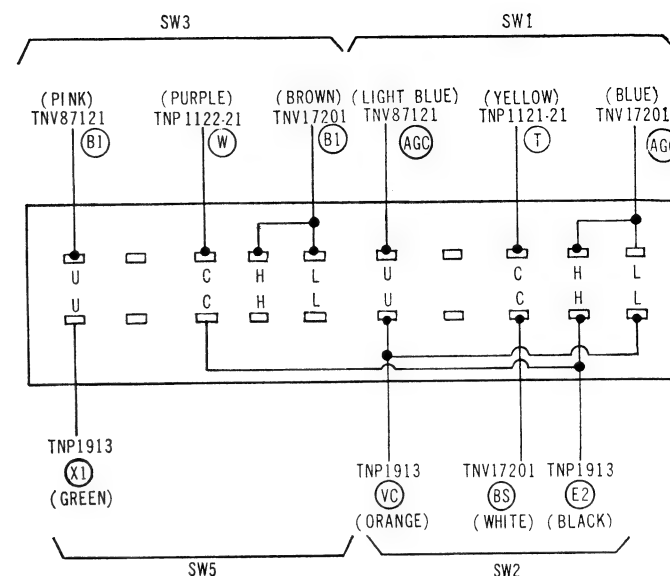 SW3 SW1
(PINK) (PURPLE) (BROWN) (LIGHT BLUE) (YELLOW) (BLUE)
TNV87121 TNP1122-21 TNV17201 TNV87121 TNP1121-21 TNV17201
B1 W B1 AGC T
U C H L U C H L
U C H L U C H L
TNP1913 TNP1913 TNV17201 TNP1913
X1 VC BS E2
(GREEN) (ORANGE) (WHITE) (BLACK)
SW5 SW2